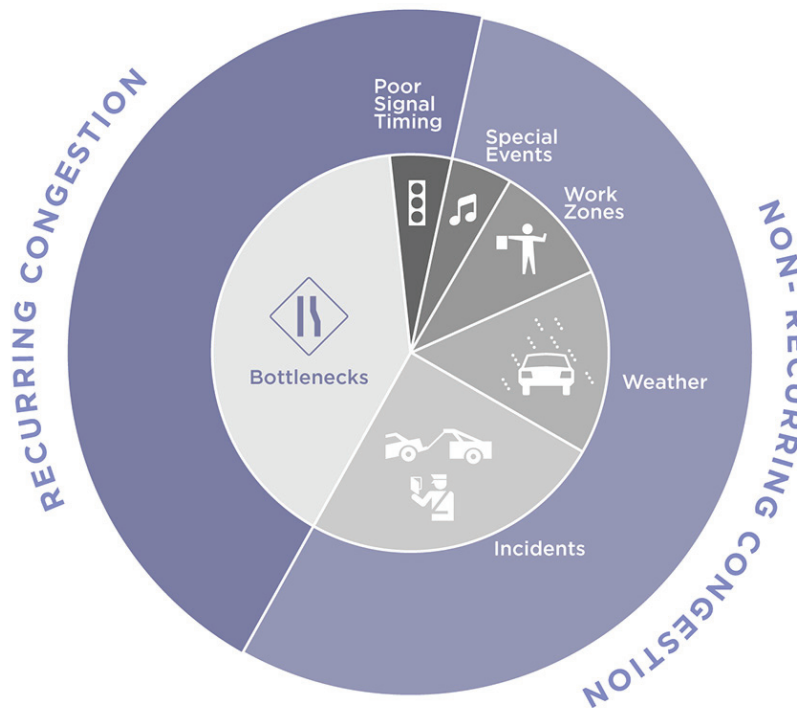 RECURRING CONGESTION
Poor
Signal
Timing
Special
Events
Work
Zones
Bottlenecks
Weather
Incidents
NON- RECURRING CONGESTION